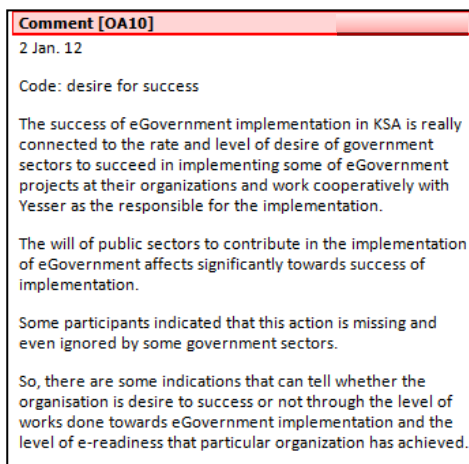 Comment [OA10]
2 Jan. 12
Code: desire for success
The success of eGovernment implementation in KSA is really
connected to the rate and level of desire of government
sectors to succeed in implementing some of eGovernment
projects at their organizations and work cooperatively with
Yesser as the responsible for the implementation.
The will of public sectors to contribute in the implementation
of eGovernment affects significantly towards success of
implementation.
Some participants indicated that this action is missing and
even ignored by some government sectors.
So, there are some indications that can tell whether the
organisation is desire to success or not through the level of
works done towards eGovernment implementation and the
level of e-readiness that particular organization has achieved.